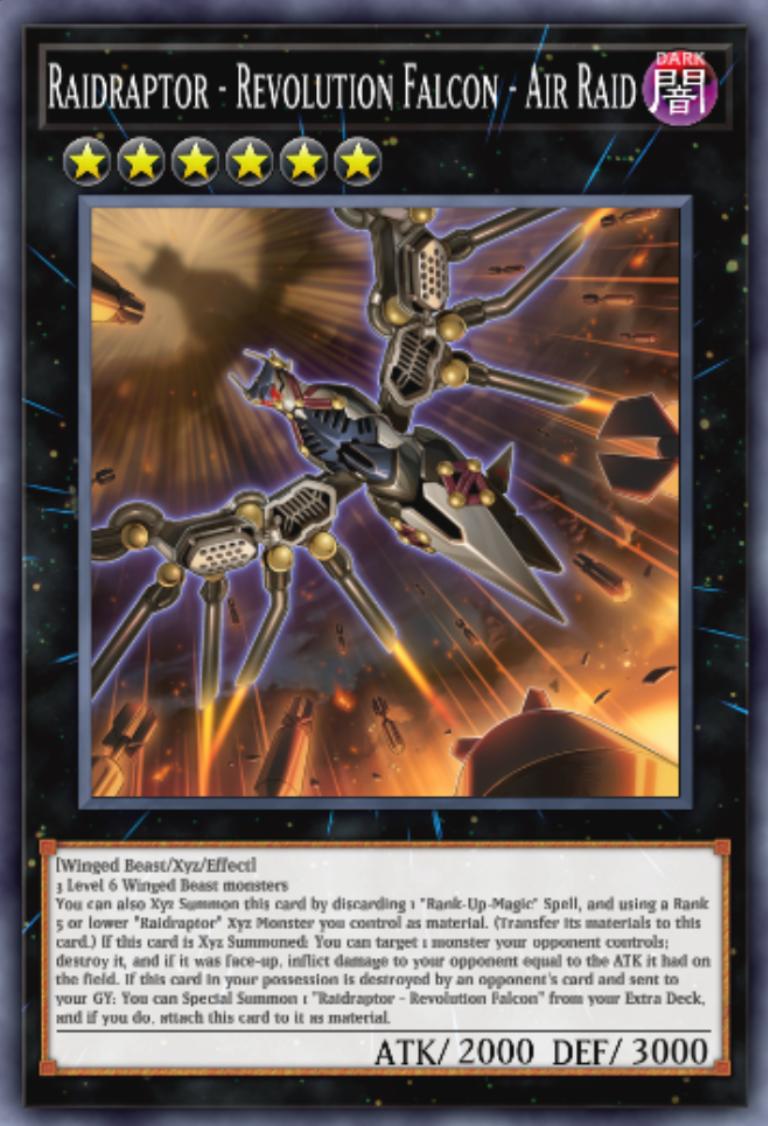 RAIDRAPTOR - REVOLUTION FALCON - AIR RAID
DARK
闇
[Winged Beast/Xyz/Effect]
3 Level 6 Winged Beast monsters
You can also Xyz Summon this card by discarding 1 "Rank-Up-Magic" Spell, and using a Rank
5 or lower "Raidraptor" Xyz Monster you control as material. (Transfer its materials to this
card.) If this card is Xyz Summoned: You can target 1 monster your opponent controls;
destroy it, and if it was face-up, inflict damage to your opponent equal to the ATK it had on
the field. If this card in your possession is destroyed by an opponent's card and sent to
your GY: You can Special Summon 1 "Raidraptor - Revolution Falcon" from your Extra Deck,
and if you do, attach this card to it as material.
ATK/ 2000 DEF/ 3000